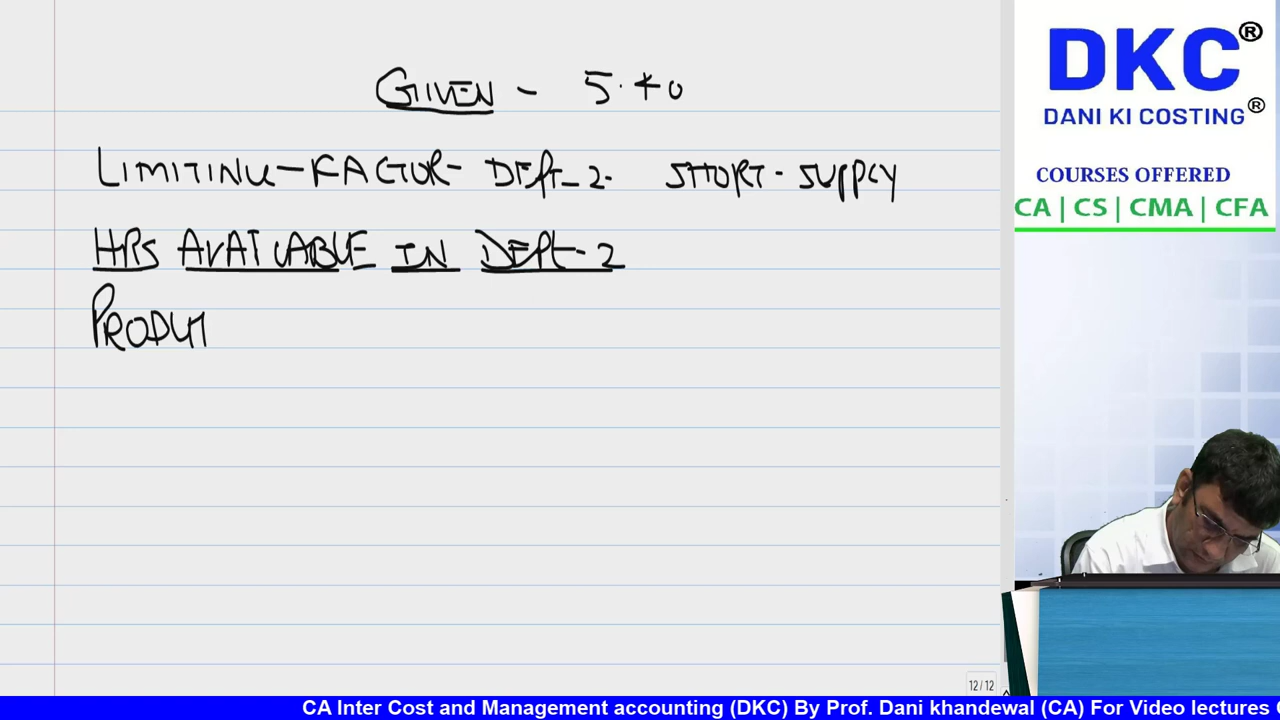 GIVEN - 5.40
LIMITING-FACTOR- DEPT-2. SHORT-SUPPLY
HRS AVAILABLE IN DEPT-2
PRODUT
DKC®
DANI KI COSTING®
COURSES OFFERED
CA | CS | CMA | CFA
12/12
CA Inter Cost and Management accounting (DKC) By Prof. Dani khandewal (CA) For Video lectures